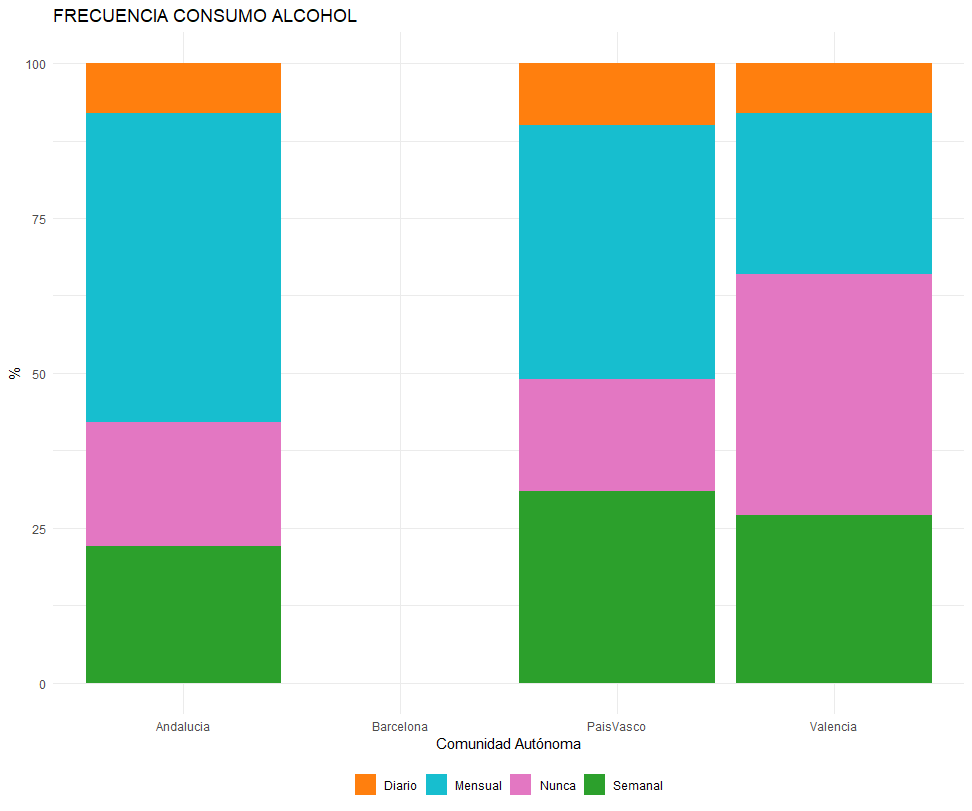 FRECUENCIA CONSUMO ALCOHOL
100
75
50
25
0
%
Andalucia Barcelona PaisVasco Valencia
Comunidad Autónoma
Diario Mensual Nunca Semanal